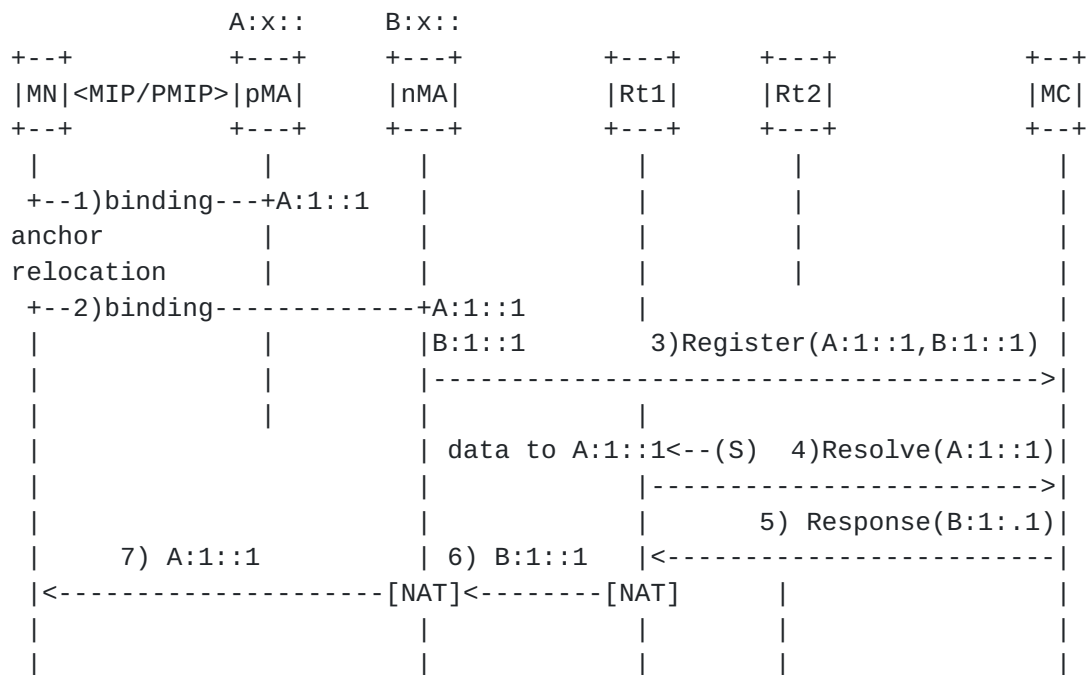 A:x::     B:x::
+--+          +---+     +---+         +---+     +---+            +--+
|MN|<MIP/PMIP>|pMA|     |nMA|         |Rt1|     |Rt2|            |MC|
+--+          +---+     +---+         +---+     +---+            +--+
 |              |         |             |         |                |
 +--1)binding---+A:1::1   |             |         |                |
anchor          |         |             |         |                |
relocation      |         |             |         |                |
 +--2)binding-------------+A:1::1       |                          |
 |              |         |B:1::1        3)Register(A:1::1,B:1::1) |
 |              |         |--------------------------------------->|
 |              |         |             |                          |
 |                        | data to A:1::1<--(S)  4)Resolve(A:1::1)|
 |                        |             |------------------------->|
 |                        |             |       5) Response(B:1:.1)|
 |     7) A:1::1          | 6) B:1::1   |<-------------------------|
 |<----------------------[NAT]<--------[NAT]      |                 |
 |                        |             |        |                 |
 |                        |             |        |                 |